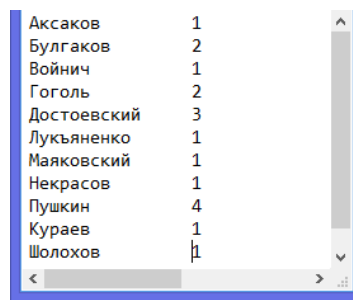 Аксаков 1
Булгаков 2
Войнич 1
Гоголь 2
Достоевский 3
Лукъяненко 1
Маяковский 1
Некрасов 1
Пушкин 4
Кураев 1
Шолохов 1